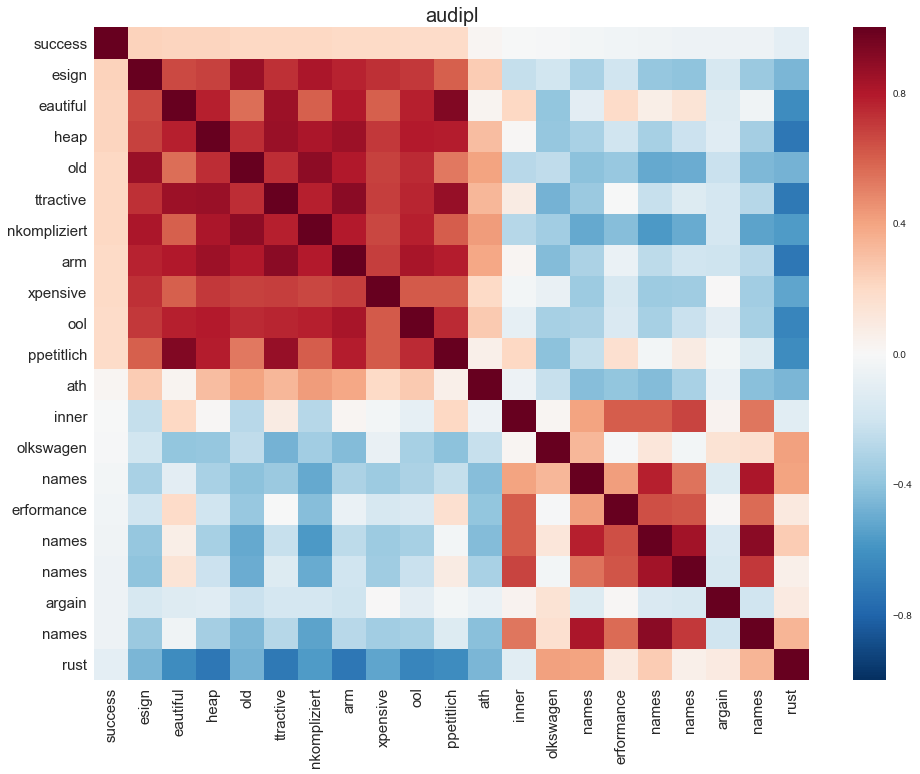 audipl
success
esign
eautiful
heap
old
ttractive
nkompliziert
arm
xpensive
ool
ppetitlich
ath
inner
olkswagen
names
erformance
names
names
argain
names
rust
success
esign
eautiful
heap
old
ttractive
nkompliziert
arm
xpensive
ool
ppetitlich
ath
inner
olkswagen
names
erformance
names
names
argain
names
rust
0.8
0.4
0.0
−0.4
−0.8